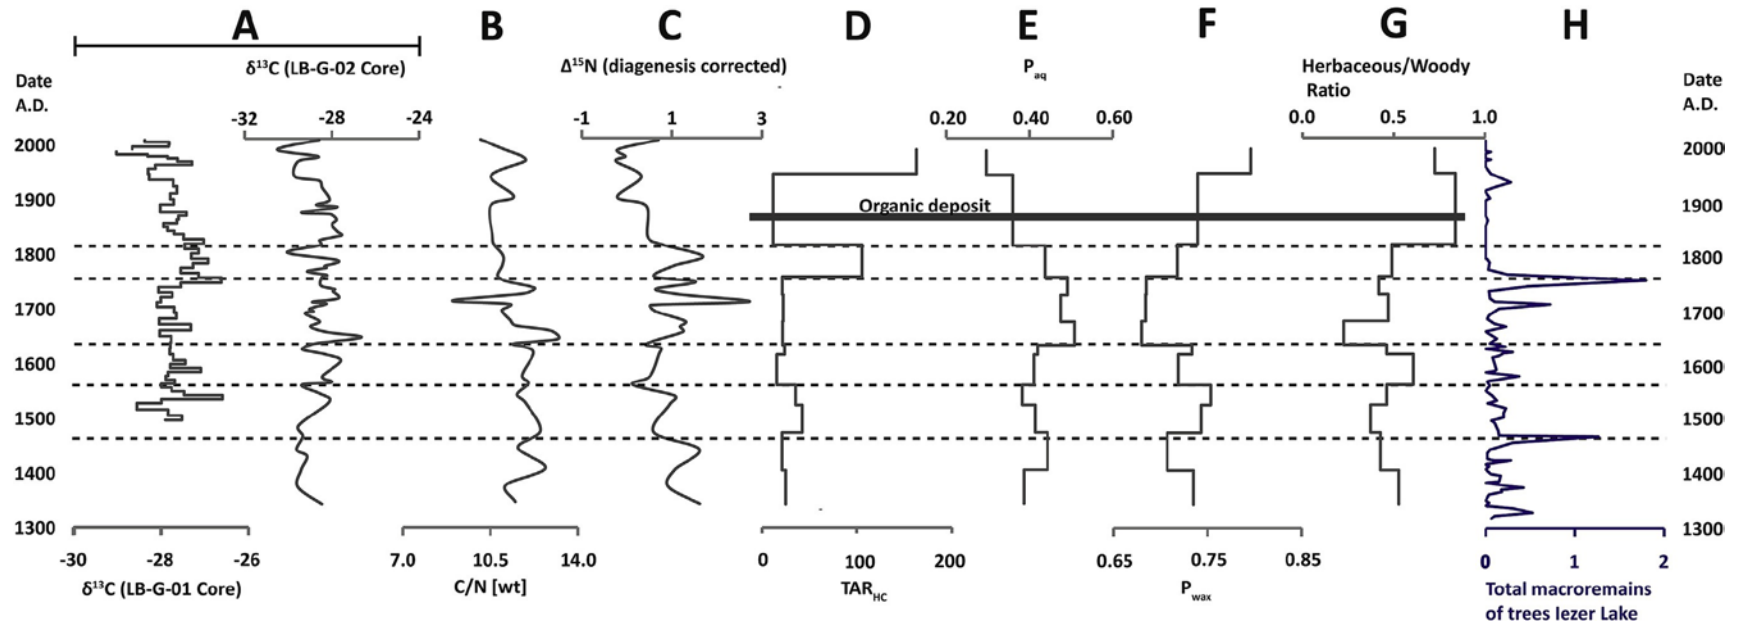 A B C D E F G H
δ¹³C (LB-G-02 Core) Δ¹⁵N (diagenesis corrected) Paq Herbaceous/Woody
Ratio
Date
A.D.
Date
A.D.
-32 -28 -24 -1 1 3 0.20 0.40 0.60 0.0 0.5 1.0
2000 2000
1900 1900
Organic deposit
1800 1800
1700 1700
1600 1600
1500 1500
1400 1400
1300 1300
-30 -28 -26 7.0 10.5 14.0 0 100 200 0.65 0.75 0.85 0 1 2
δ¹³C (LB-G-01 Core) C/N [wt] TARHC Pwax Total macroremains
of trees Iezer Lake